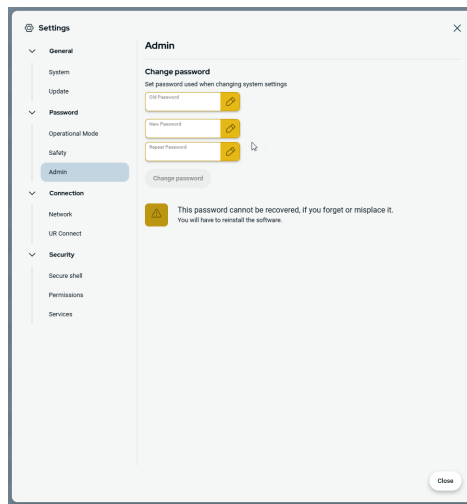 Settings
General
System
Update
Password
Operational Mode
Safety
Admin
Connection
Network
UR Connect
Security
Secure shell
Permissions
Services
Admin
Change password
Set password used when changing system settings
Old Password
New Password
Repeat Password
Change password
This password cannot be recovered, if you forget or misplace it.
You will have to reinstall the software.
Close